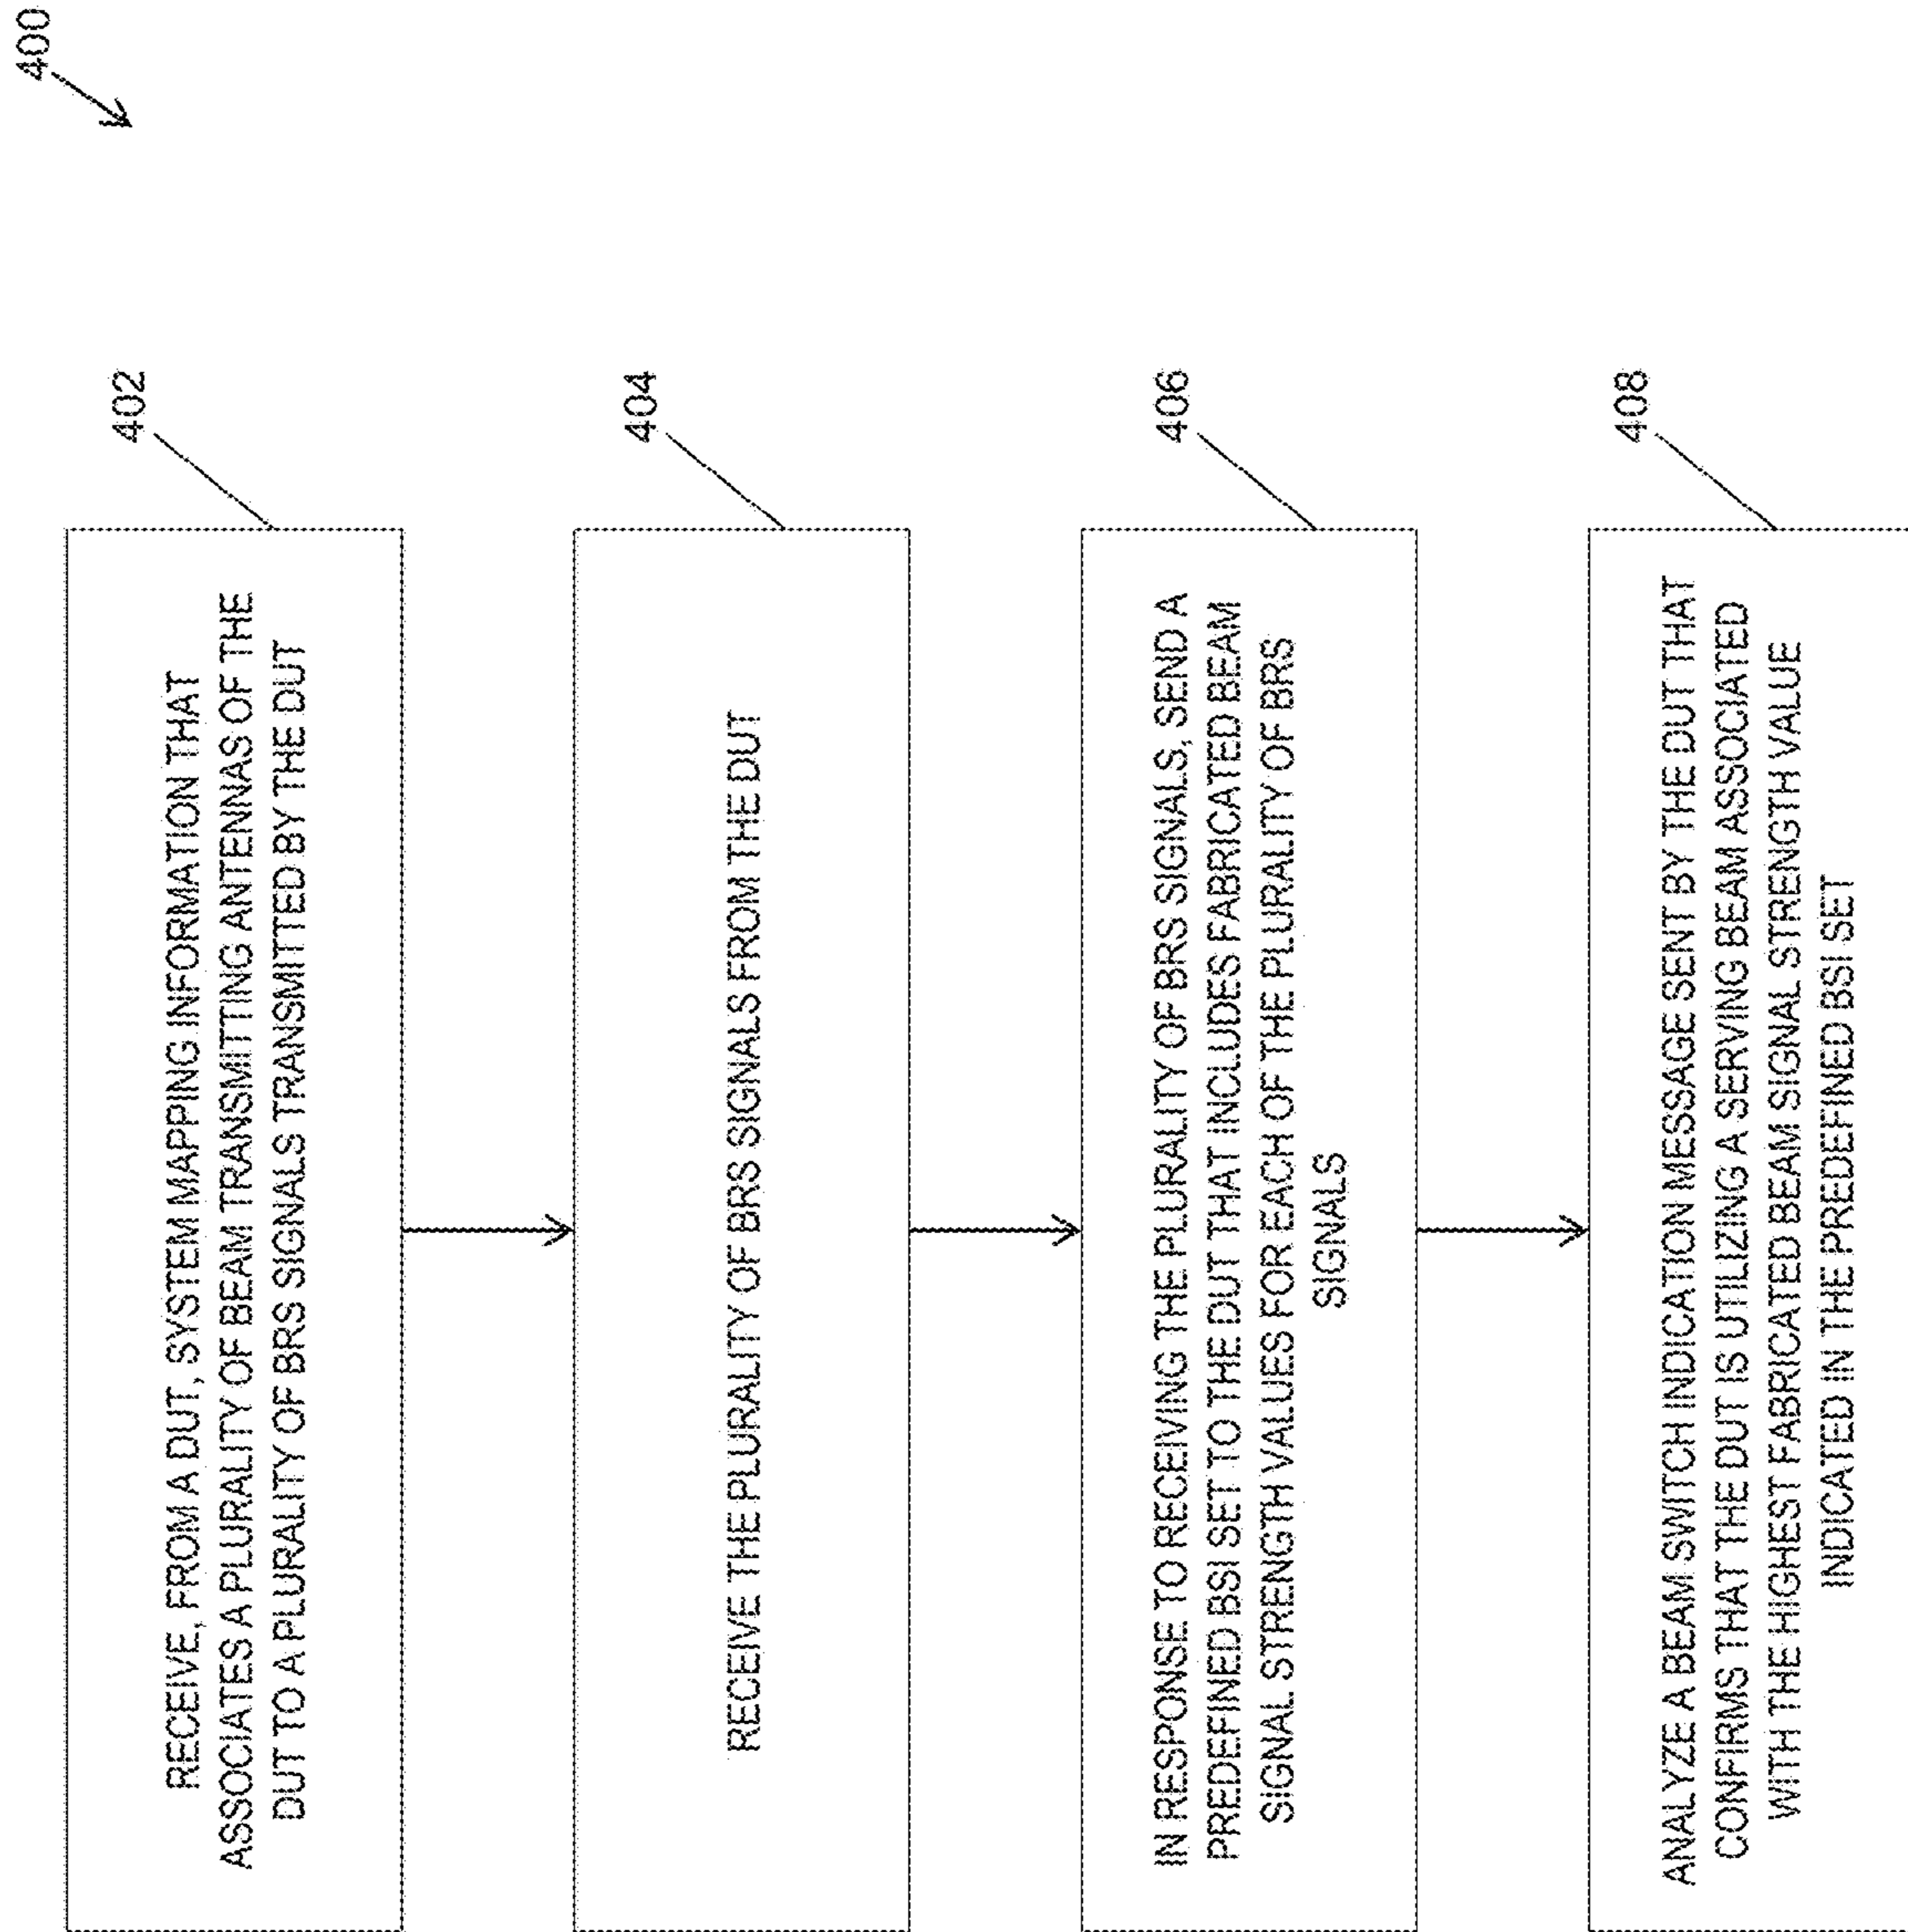 400
402
RECEIVE, FROM A DUT, SYSTEM MAPPING INFORMATION THAT
ASSOCIATES A PLURALITY OF BEAM TRANSMITTING ANTENNAS OF THE
DUT TO A PLURALITY OF BRS SIGNALS TRANSMITTED BY THE DUT
404
RECEIVE THE PLURALITY OF BRS SIGNALS FROM THE DUT
406
IN RESPONSE TO RECEIVING THE PLURALITY OF BRS SIGNALS, SEND A
PREDEFINED BSI SET TO THE DUT THAT INCLUDES FABRICATED BEAM
SIGNAL STRENGTH VALUES FOR EACH OF THE PLURALITY OF BRS
SIGNALS
408
ANALYZE A BEAM SWITCH INDICATION MESSAGE SENT BY THE DUT THAT
CONFIRMS THAT THE DUT IS UTILIZING A SERVING BEAM ASSOCIATED
WITH THE HIGHEST FABRICATED BEAM SIGNAL STRENGTH VALUE
INDICATED IN THE PREDEFINED BSI SET